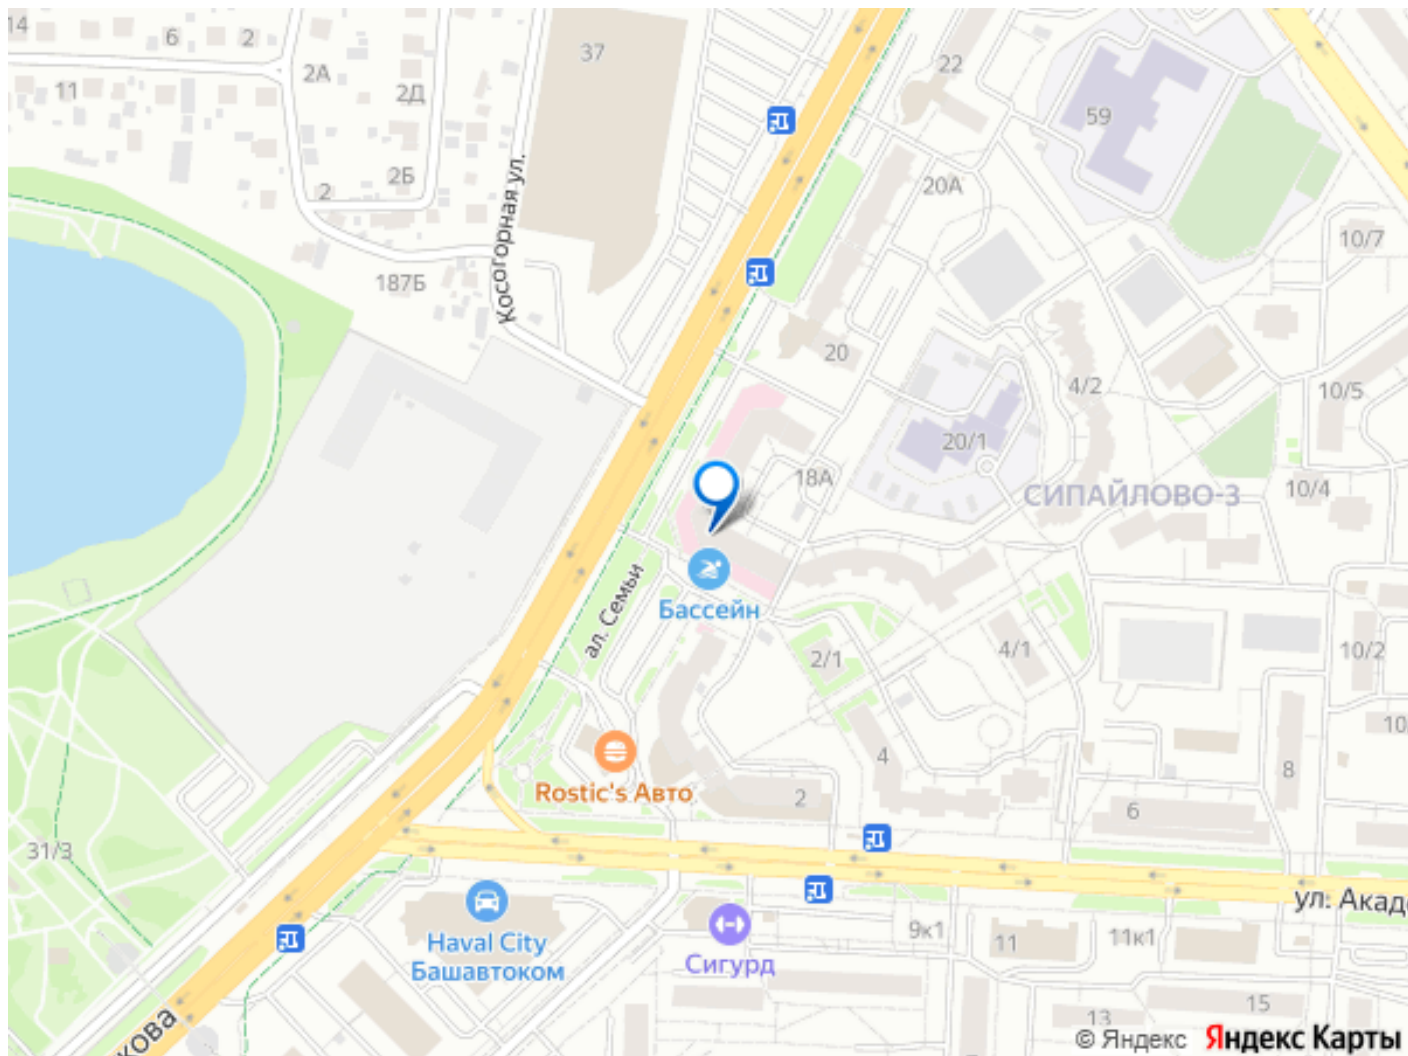 14
6
2
2А
11
2Д
37
22
59
2Б
2
Косогорная ул.
187Б
20А
10/7
20
4/2
10/5
20/1
18А
СИПАЙЛОВО-3
10/4
ал. Семьи
Бассейн
2/1
4/1
10/2
10
4
8
Rostic's Авто
2
6
31/3
ул. Акад
Haval City
Башавтоком
Сигурд
9к1
11
11к1
13
15
кова
© Яндекс Яндекс Карты